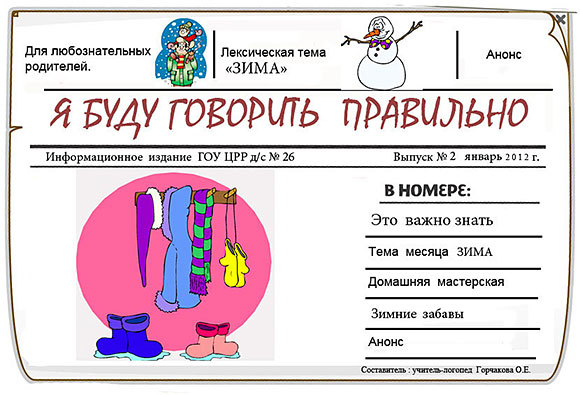 Для любознательных
родителей.
Лексическая тема
«ЗИМА»
Анонс
Я БУДУ ГОВОРИТЬ ПРАВИЛЬНО
Информационное издание ГОУ ЦРР д/с № 26
Выпуск № 2 январь 2012 г.
В НОМЕРЕ:
Это важно знать
Тема месяца ЗИМА
Домашняя мастерская
Зимние забавы
Анонс
Составитель : учитель-логопед Горчакова О.Е.